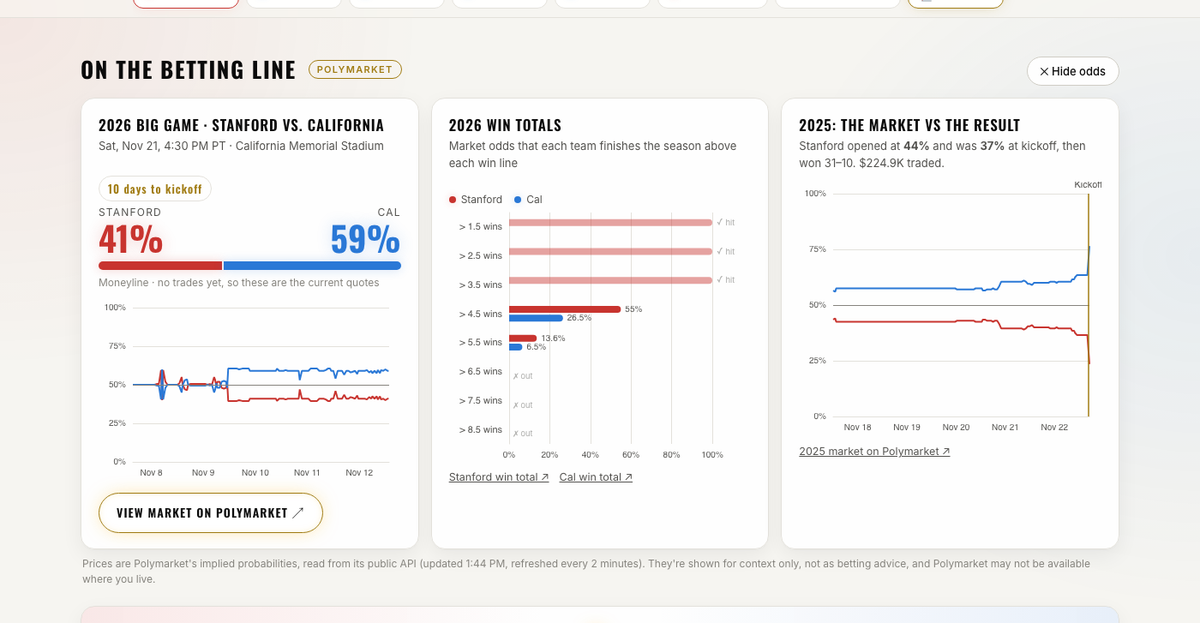 ON THE BETTING LINE
POLYMARKET
× Hide odds
2026 BIG GAME · STANFORD VS. CALIFORNIA
Sat, Nov 21, 4:30 PM PT · California Memorial Stadium
10 days to kickoff
STANFORD
CAL
41%
59%
Moneyline · no trades yet, so these are the current quotes
100%
75%
50%
25%
0%
Nov 8
Nov 9
Nov 10
Nov 11
Nov 12
VIEW MARKET ON POLYMARKET ↗
2026 WIN TOTALS
Market odds that each team finishes the season above
each win line
Stanford
Cal
> 1.5 wins
✓ hit
> 2.5 wins
✓ hit
> 3.5 wins
✓ hit
> 4.5 wins
55%
26.5%
> 5.5 wins
13.6%
6.5%
> 6.5 wins
✗ out
> 7.5 wins
✗ out
> 8.5 wins
✗ out
0%
20%
40%
60%
80%
100%
Stanford win total ↗
Cal win total ↗
2025: THE MARKET VS THE RESULT
Stanford opened at 44% and was 37% at kickoff, then
won 31–10. $224.9K traded.
Kickoff
100%
75%
50%
25%
0%
Nov 18
Nov 19
Nov 20
Nov 21
Nov 22
2025 market on Polymarket ↗
Prices are Polymarket's implied probabilities, read from its public API (updated 1:44 PM, refreshed every 2 minutes). They're shown for context only, not as betting advice, and Polymarket may not be available
where you live.